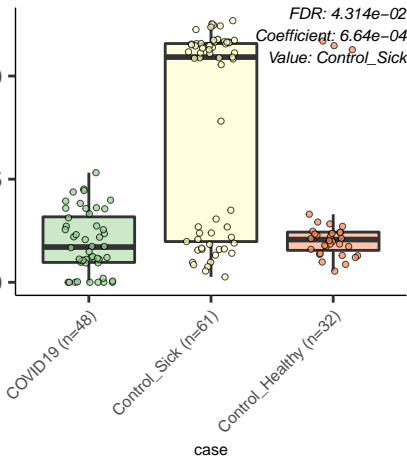 FDR: 4.314e−02
Coefficient: 6.64e−04
Value: Control_Sick
COVID19 (n=48)
Control_Sick (n=61)
Control_Healthy (n=32)
case